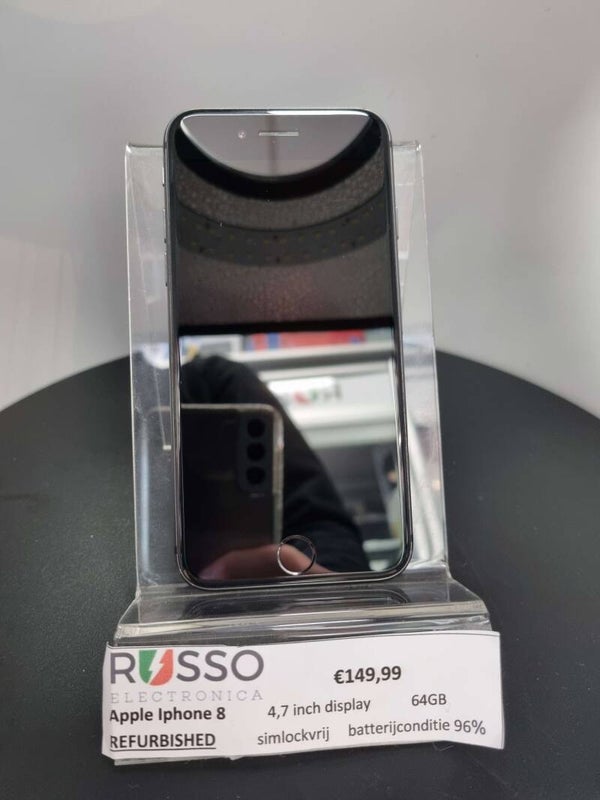 RUSSO
ELECTRONICA
€149,99
Apple Iphone 8 4,7 inch display 64GB
REFURBISHED simlockvrij batterijconditie 96%